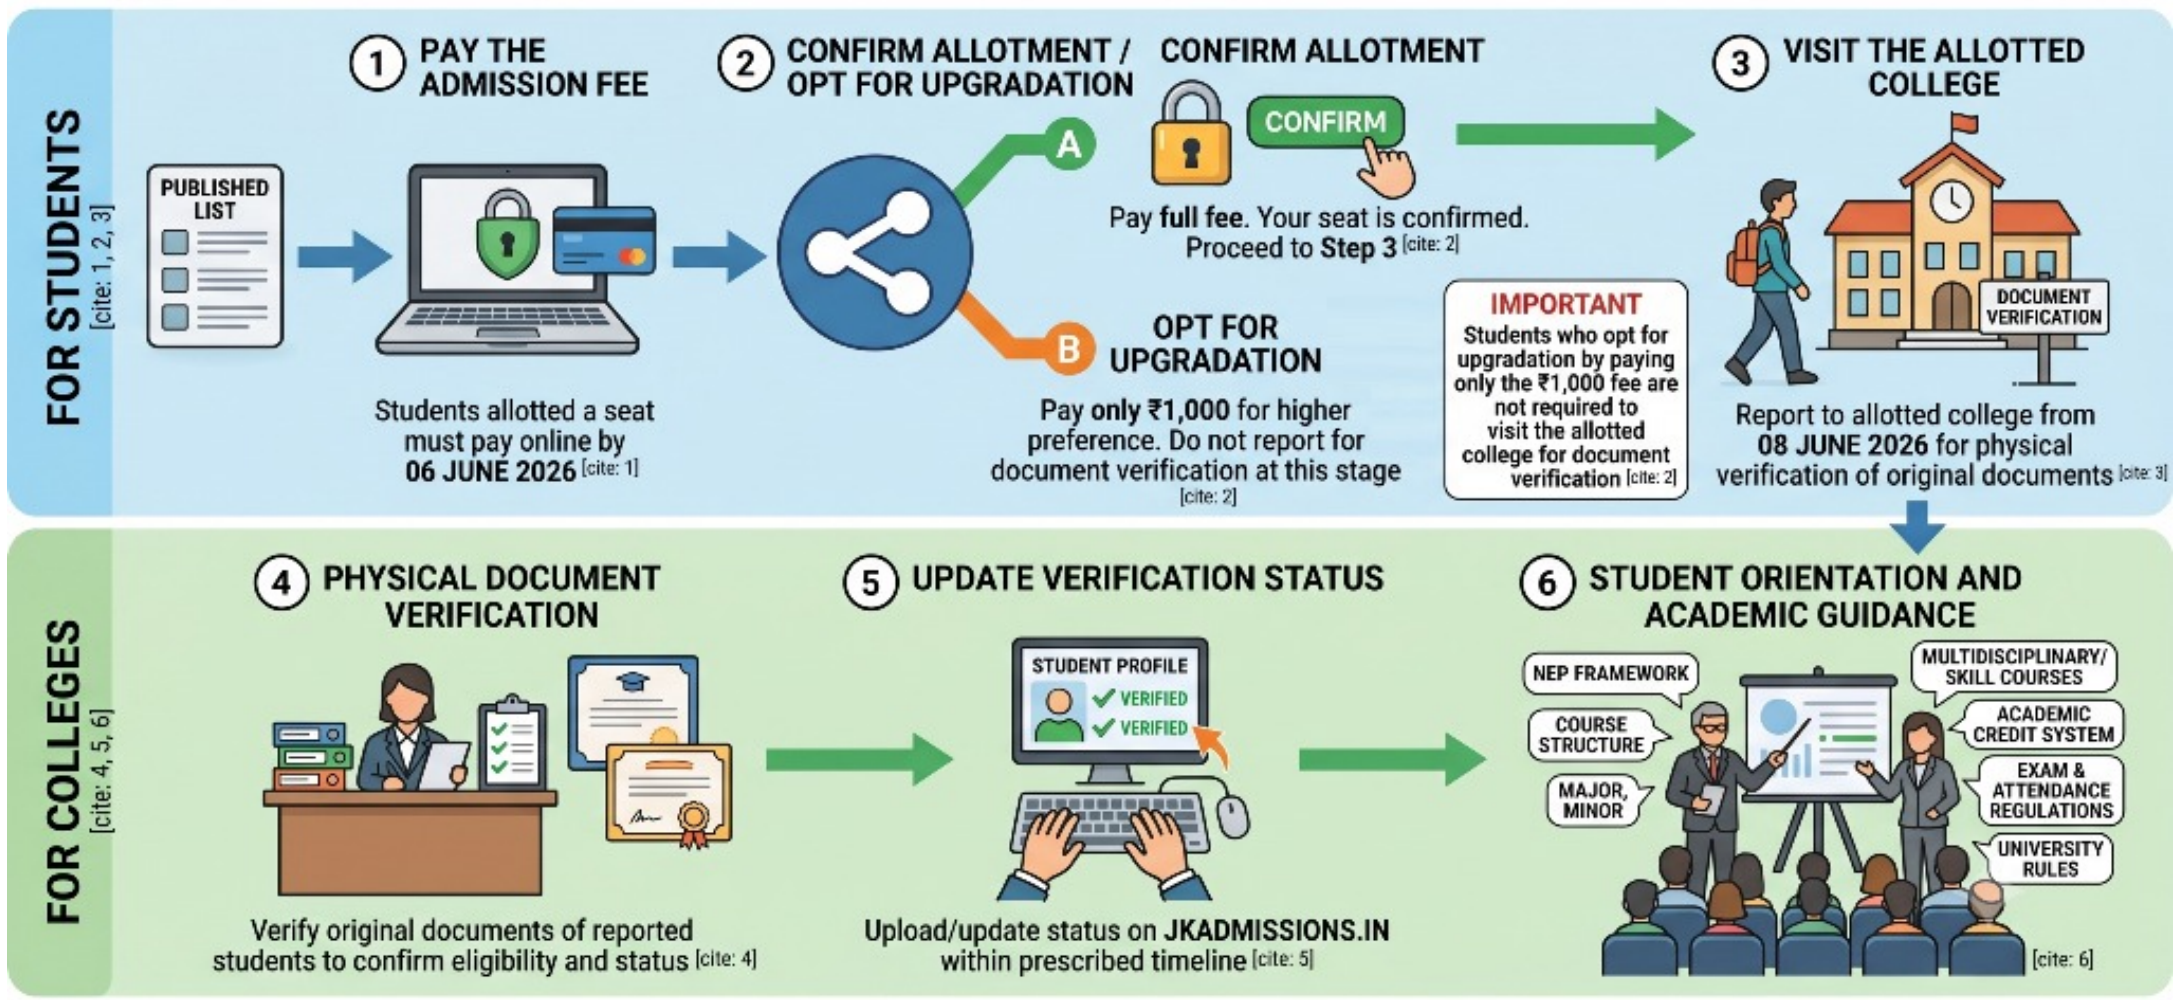 FOR STUDENTS
[cite: 1, 2, 3]
1
PAY THE
ADMISSION FEE
PUBLISHED
LIST
Students allotted a seat
must pay online by
06 JUNE 2026 [cite: 1]
2
CONFIRM ALLOTMENT /
OPT FOR UPGRADATION
A
CONFIRM ALLOTMENT
CONFIRM
Pay full fee. Your seat is confirmed.
Proceed to Step 3 [cite: 2]
B
OPT FOR
UPGRADATION
Pay only ₹1,000 for higher
preference. Do not report for
document verification at this stage
[cite: 2]
IMPORTANT
Students who opt for
upgradation by paying
only the ₹1,000 fee are
not required to
visit the allotted
college for document
verification [cite: 2]
3
VISIT THE ALLOTTED
COLLEGE
DOCUMENT
VERIFICATION
Report to allotted college from
08 JUNE 2026 for physical
verification of original documents [cite: 3]
FOR COLLEGES
[cite: 4, 5, 6]
4
PHYSICAL DOCUMENT
VERIFICATION
Verify original documents of reported
students to confirm eligibility and status [cite: 4]
5
UPDATE VERIFICATION STATUS
STUDENT PROFILE
VERIFIED
VERIFIED
Upload/update status on JKADMISSIONS.IN
within prescribed timeline [cite: 5]
6
STUDENT ORIENTATION AND
ACADEMIC GUIDANCE
NEP FRAMEWORK
COURSE
STRUCTURE
MAJOR,
MINOR
MULTIDISCIPLINARY/
SKILL COURSES
ACADEMIC
CREDIT SYSTEM
EXAM &
ATTENDANCE
REGULATIONS
UNIVERSITY
RULES
[cite: 6]